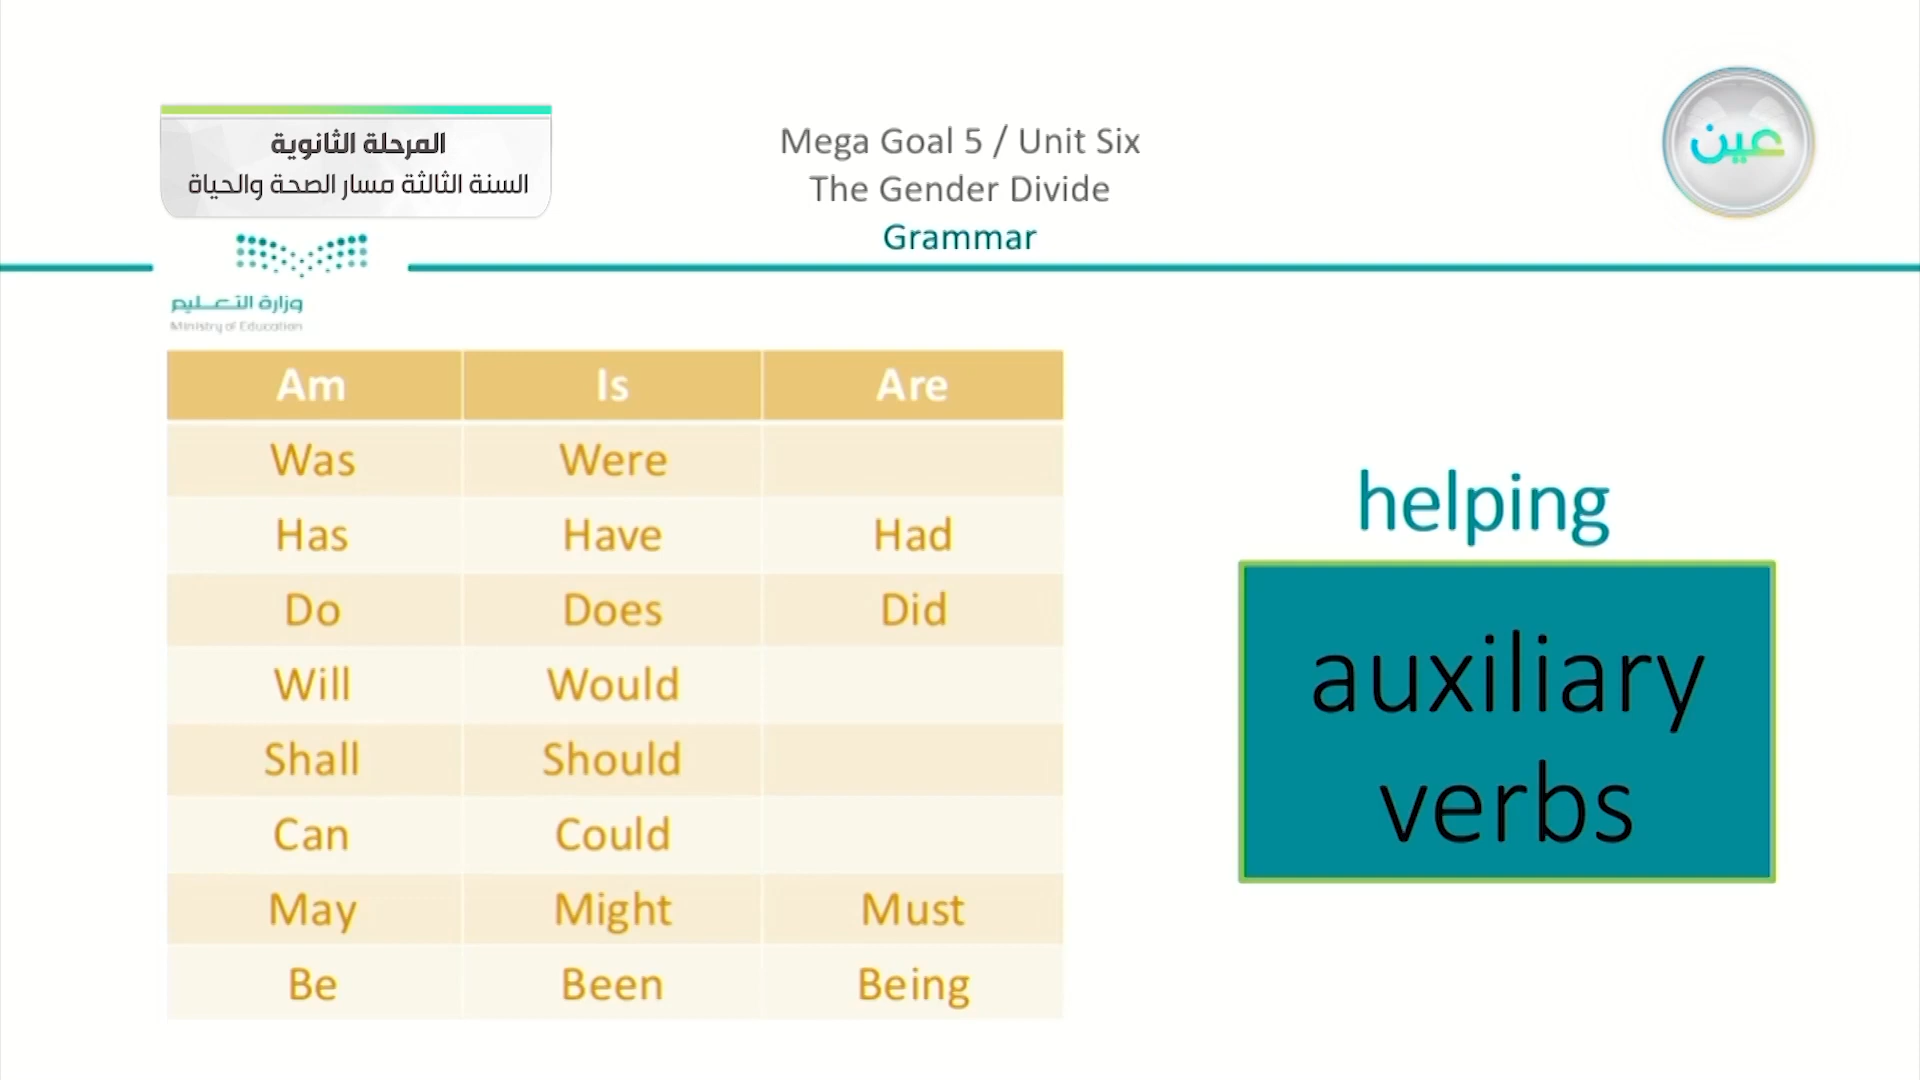 المرحلة الثانوية
السنة الثالثة مسار الصحة والحياة
Mega Goal 5 / Unit Six
The Gender Divide
Grammar
عين
وزارة التعليم
Ministry of Education
Am Is Are
Was Were
Has Have Had
Do Does Did
Will Would
Shall Should
Can Could
May Might Must
Be Been Being
helping
auxiliary
verbs